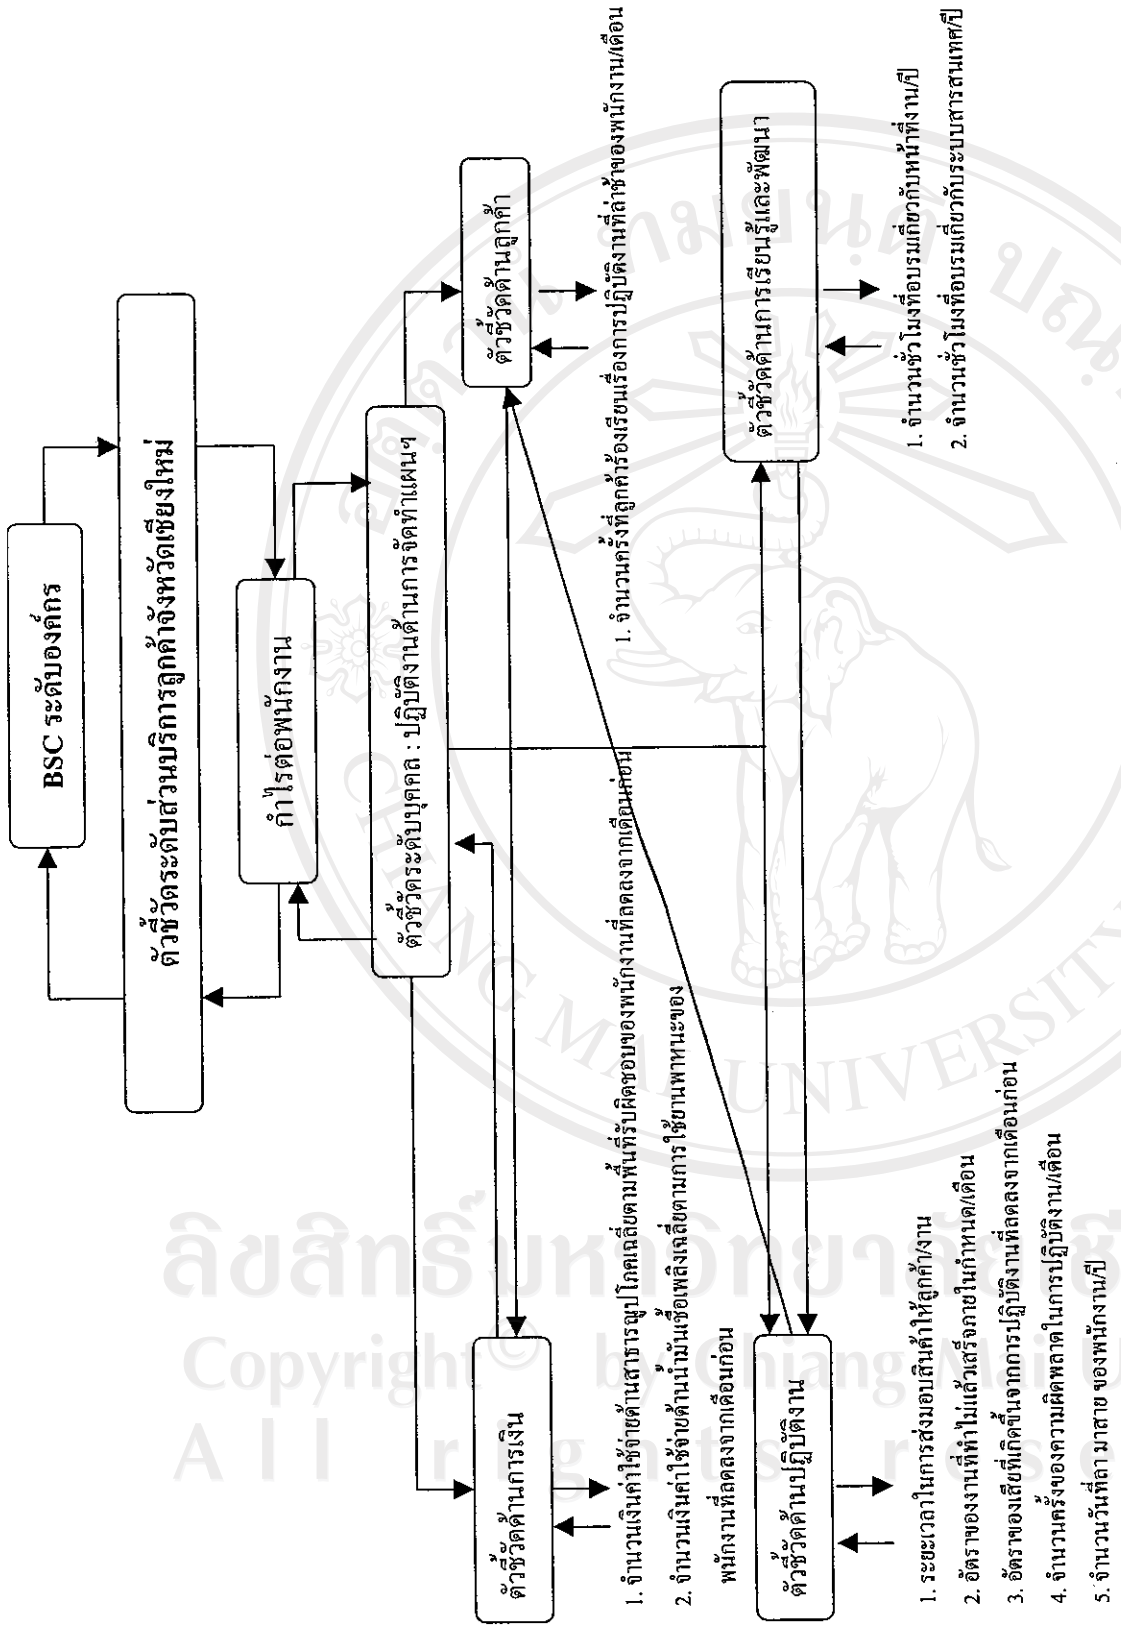 BSC ระดับองค์กร
ตัวชี้วัดระดับส่วนบริการลูกค้าจังหวัดเชียงใหม่
กำไรต่อพนักงาน
ตัวชี้วัดระดับบุคคล : ปฏิบัติงานด้านการจัดทำแผนฯ
ตัวชี้วัดด้านการเงิน
ตัวชี้วัดด้านลูกค้า
1. จำนวนเงินค่าใช้จ่ายด้านสาธารณูปโภคเฉลี่ยตามพื้นที่รับผิดชอบของพนักงานที่ลดลงจากเดือนก่อน
2. จำนวนเงินค่าใช้จ่ายด้านน้ำมันเชื้อเพลิงเฉลี่ยตามการใช้ยานพาหนะของ
พนักงานที่ลดลงจากเดือนก่อน
1. จำนวนครั้งที่ลูกค้าร้องเรียนเรื่องการปฏิบัติงานที่ล่าช้าของพนักงาน/เดือน
ตัวชี้วัดด้านปฏิบัติงาน
ตัวชี้วัดด้านการเรียนรู้และพัฒนา
1. ระยะเวลาในการส่งมอบสินค้าให้ลูกค้า/งาน
2. อัตราของงานที่ทำไม่แล้วเสร็จภายในกำหนด/เดือน
3. อัตราของเสียที่เกิดขึ้นจากการปฏิบัติงานที่ลดลงจากเดือนก่อน
4. จำนวนครั้งของความผิดพลาดในการปฏิบัติงาน/เดือน
5. จำนวนวันที่ลา มาสาย ของพนักงาน/ปี
1. จำนวนชั่วโมงที่อบรมเกี่ยวกับหน้าที่งาน/ปี
2. จำนวนชั่วโมงที่อบรมเกี่ยวกับระบบสารสนเทศ/ปี
CHIANG MAI UNIVERSITY
ลิขสิทธิ์มหาวิทยาลัยเชี
Copyright © by Chiang Mai U
All rights rese